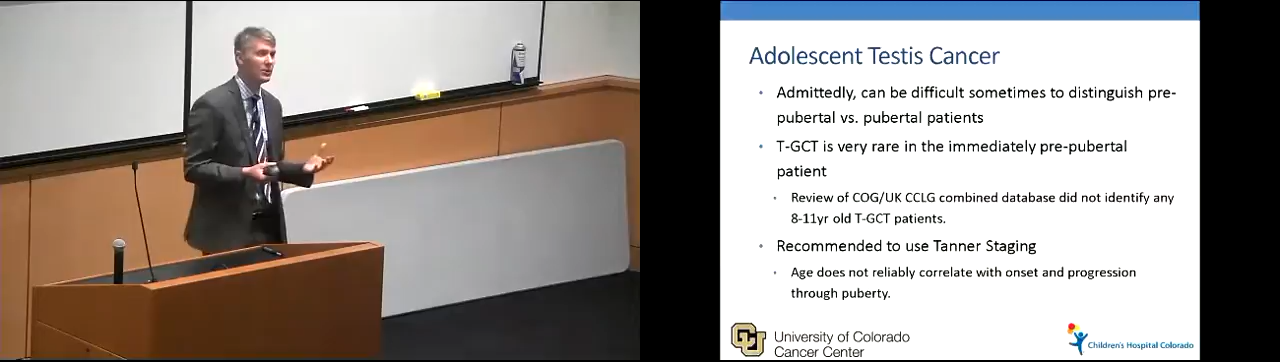 Adolescent Testis Cancer
Admittedly, can be difficult sometimes to distinguish pre-
pubertal vs. pubertal patients
T-GCT is very rare in the immediately pre-pubertal
patient
Review of COG/UK CCLG combined database did not identify any
8-11yr old T-GCT patients.
Recommended to use Tanner Staging
Age does not reliably correlate with onset and progression
through puberty.
CU
University of Colorado
Cancer Center
Children's Hospital Colorado